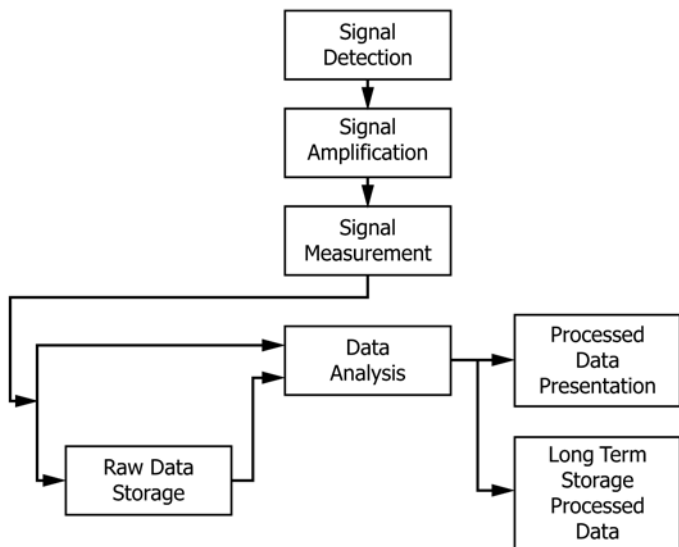 Signal
Detection
Signal
Amplification
Signal
Measurement
Data
Analysis
Processed
Data
Presentation
Raw Data
Storage
Long Term
Storage
Processed
Data